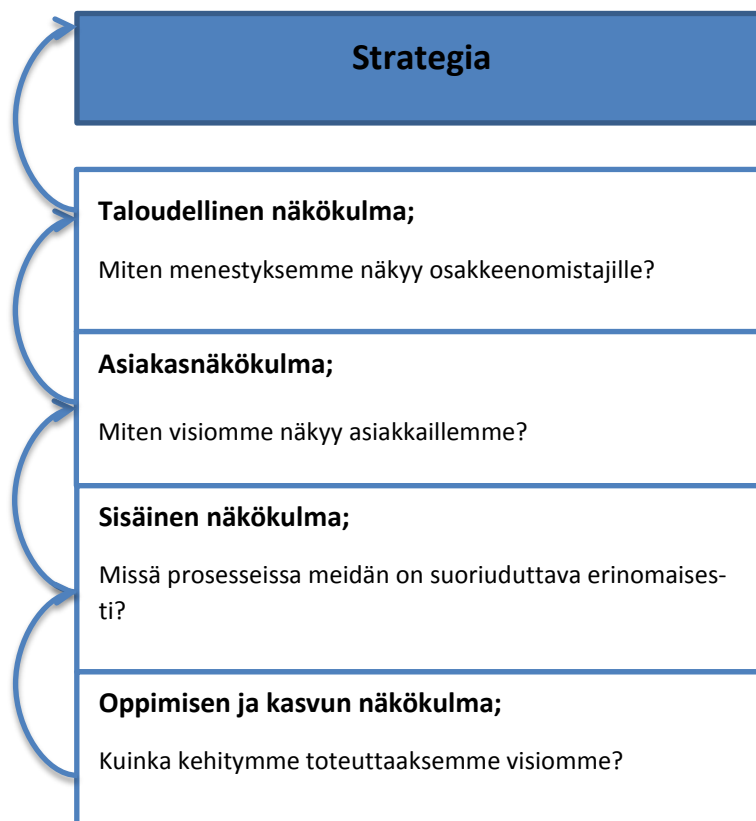 Strategia
Taloudellinen näkökulma;
Miten menestyksemme näkyy osakkeenomistajille?
Asiakasnäkökulma;
Miten visiomme näkyy asiakkaillemme?
Sisäinen näkökulma;
Missä prosesseissa meidän on suoriuduttava erinomaises-
ti?
Oppimisen ja kasvun näkökulma;
Kuinka kehitymme toteuttaaksemme visiomme?